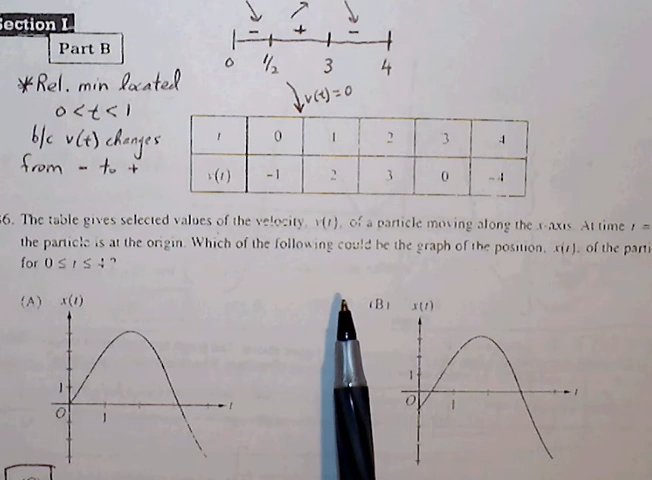 Section I
Part B
- + -
0 1/2 3 4
*Rel. min located
0 < t < 1
b/c v(t) changes
from - to +
v(t) = 0
t 0 1 2 3 4
v(t) -1 2 3 0 -4
6. The table gives selected values of the velocity, v(t), of a particle moving along the x-axis. At time t =
the particle is at the origin. Which of the following could be the graph of the position, x(t), of the parti
for 0 ≤ t ≤ 4 ?
(A) x(t)
1
O 1 t
(B) x(t)
1
O 1 t